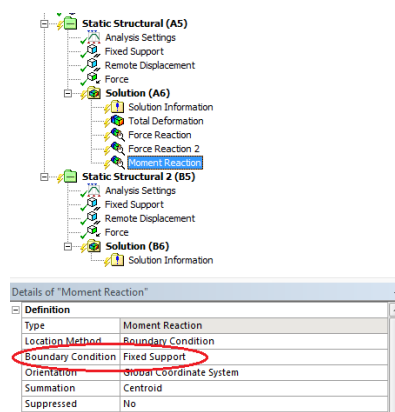 Static Structural (A5)
Analysis Settings
Fixed Support
Remote Displacement
Force
Solution (A6)
Solution Information
Total Deformation
Force Reaction
Force Reaction 2
Moment Reaction
Static Structural 2 (B5)
Analysis Settings
Fixed Support
Remote Displacement
Force
Solution (B6)
Solution Information
Details of "Moment Reaction"
Definition
Type Moment Reaction
Location Method Boundary Condition
Boundary Condition Fixed Support
Orientation Global Coordinate System
Summation Centroid
Suppressed No